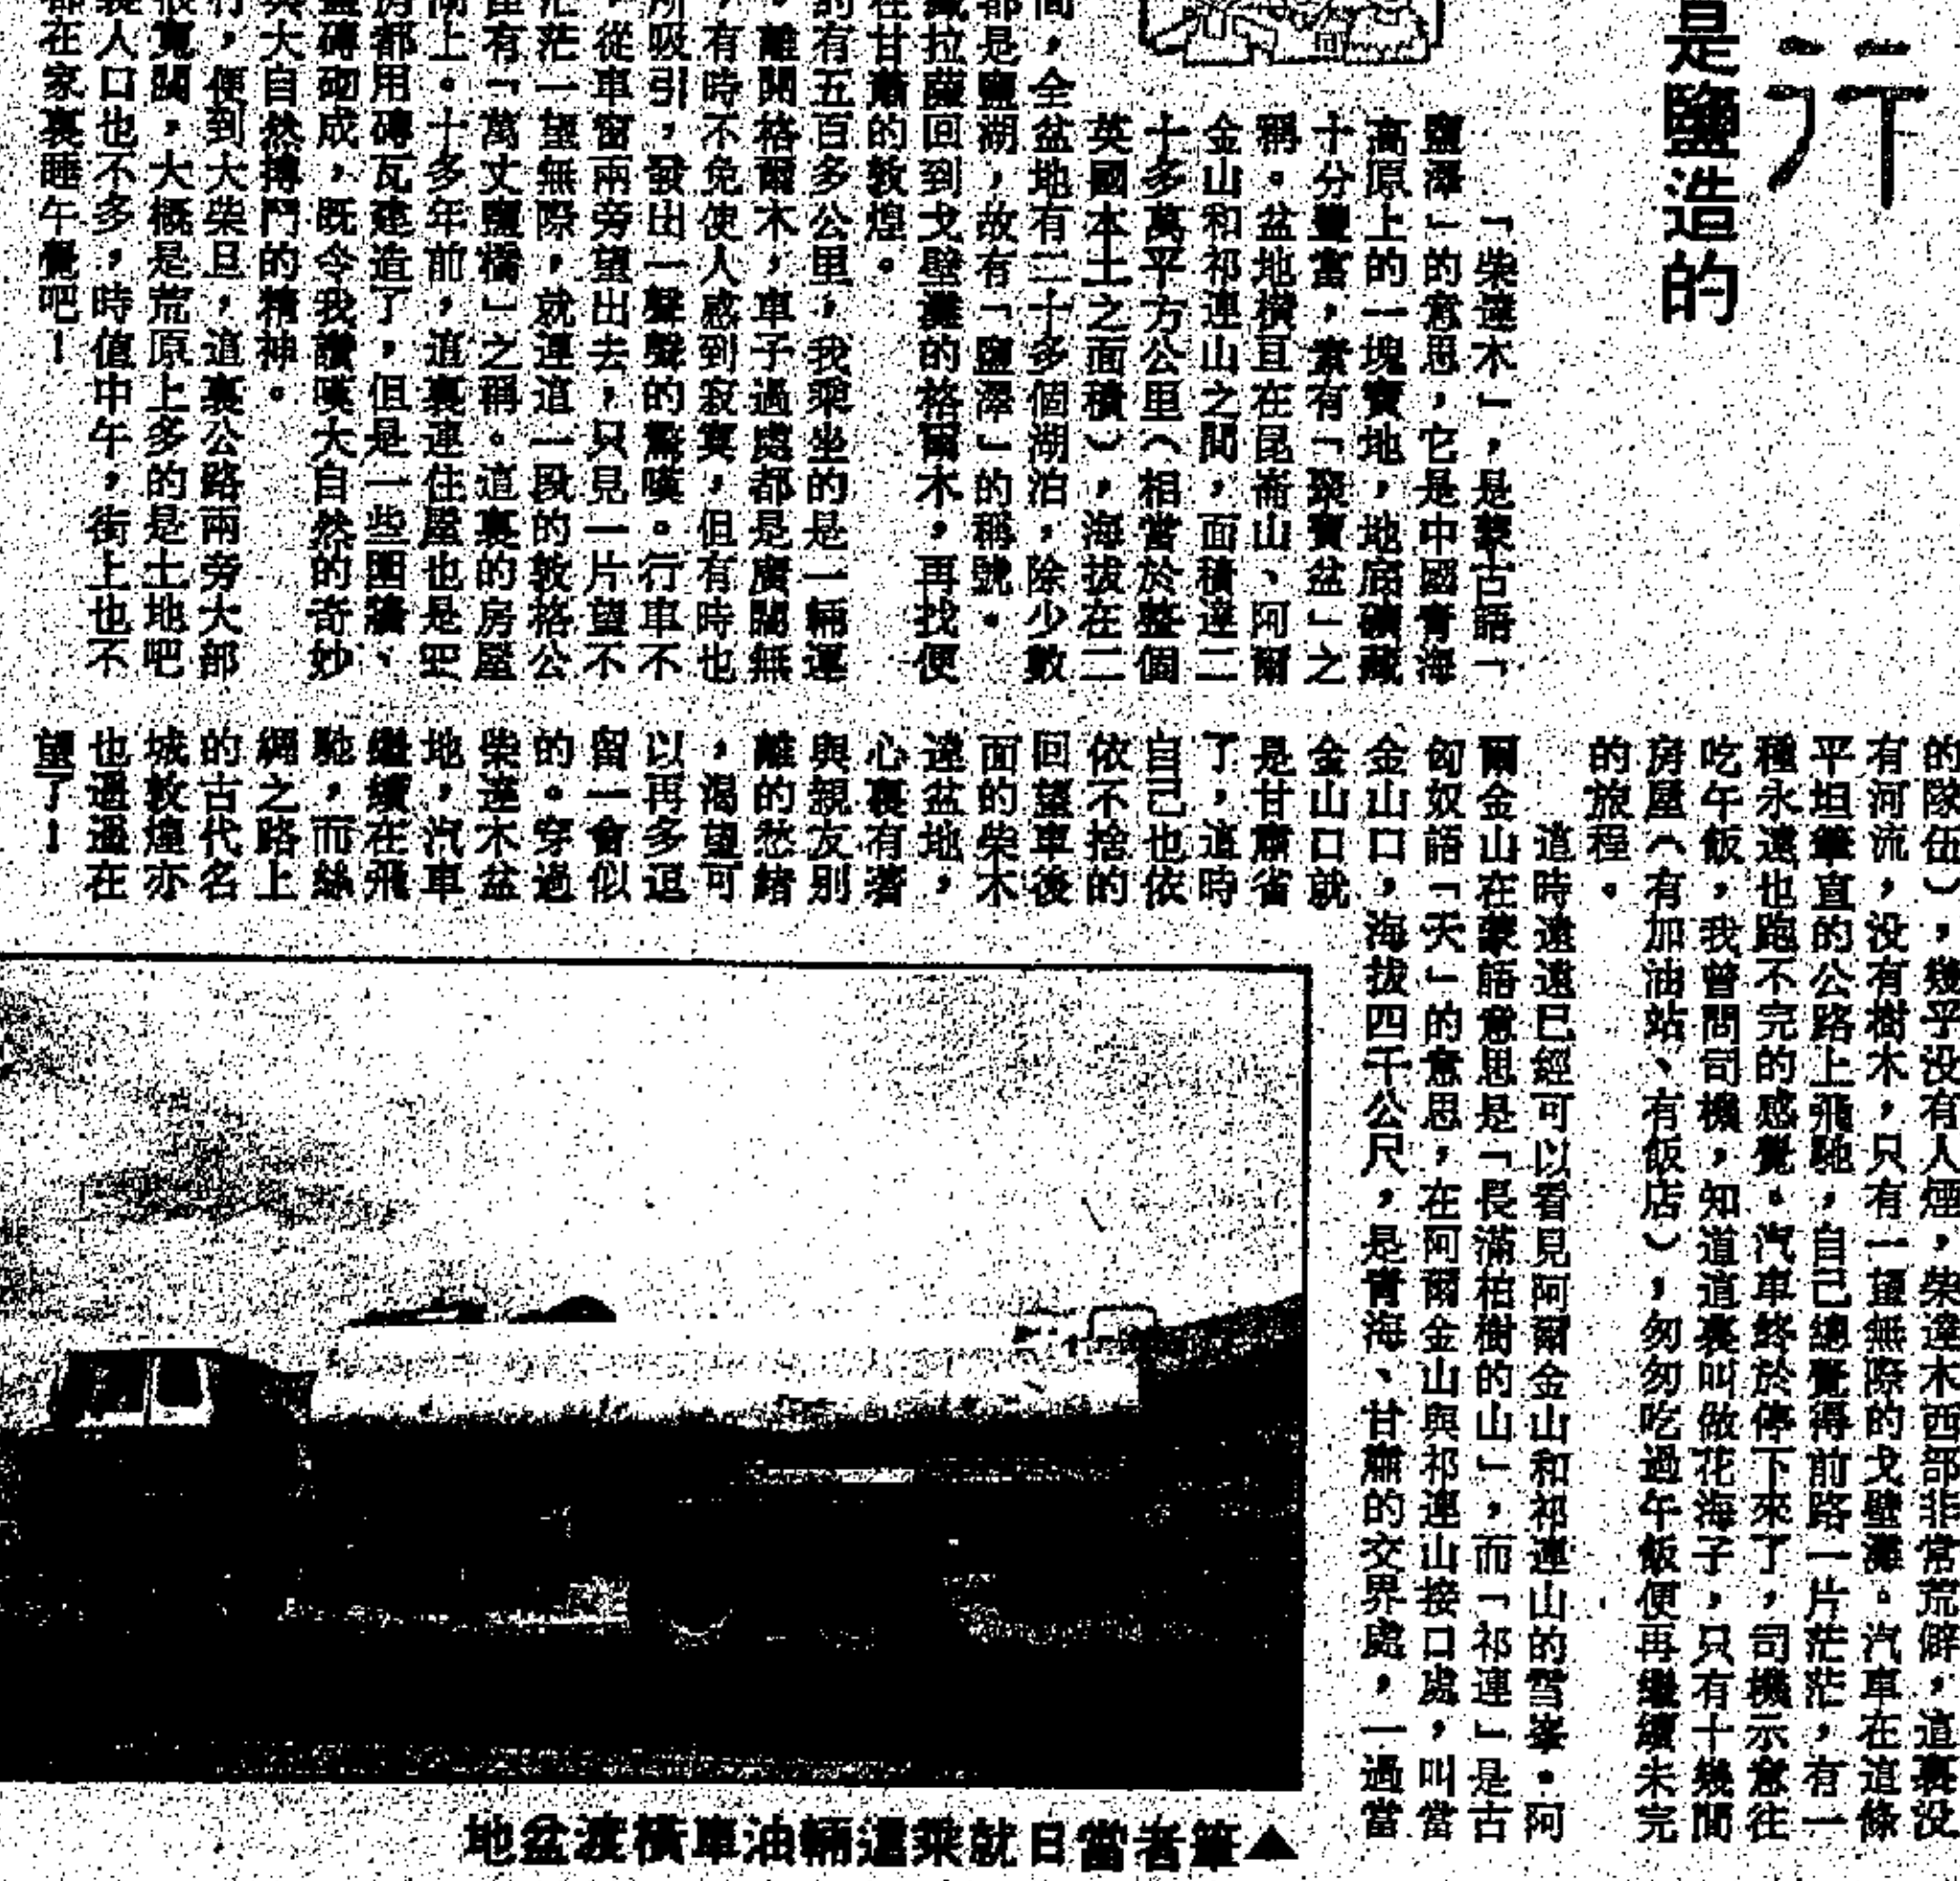 行
是鹽造的
「柴達木」，是蒙古語「
鹽澤」的意思，它是中國青海
高原上的一塊寶地，地底礦藏
十分豐富，素有「聚寶盆」之
稱。盆地橫亘在昆崙山、阿爾
金山和祁連山之間，面積達二
十多萬平方公里（相當於整個
英國本土之面積），海拔在二
間，全盆地有三十多個湖泊，除少數
都是鹽湖，故有「鹽澤」的稱號。
藏拉薩回到戈壁灘的格爾木，再找便
在甘肅的敦煌。
的有五百多公里，我乘坐的是一輛運
，離開格爾木，車子過處都是廣闊無
，有時不免使人感到寂寞，但有時也
所吸引，發出一聲聲的驚嘆。行車不
，從車窗兩旁望出去，只見一片望不
茫茫一望無際，就連這一段的敦格公
有「萬丈鹽橋」之稱。這裏的房屋
湖上。十多年前，這裏連住屋也是
房都用磚瓦建造了，但是一些圍牆、
鹽磚砌成，既令我讚嘆大自然的奇妙
與大自然搏鬥的精神。
行，便到大柴旦，這裏公路兩旁大部
很寬闊，大概是荒原上多的是土地吧
裏人口也不多，時值中午，街上也不
都在家裏睡午覺吧！
的隊伍），幾乎没有人煙，柴達木西部非常荒僻，這裏没
有河流，没有樹木，只有一望無際的戈壁灘。汽車在這條
平坦筆直的公路上飛馳，自己總覺得前路一片茫茫，有一
種永遠也跑不完的感覺。汽車終於停下來了，司機示意往
吃午飯，我曾問司機，知道這裏叫做花海子，只有十幾間
房屋（有加油站、有飯店），匆匆吃過午飯便再繼續未完
的旅程。
這時遠遠已經可以看見阿爾金山和祁連山的雪峯。阿
爾金山在蒙語意思是「長滿柏樹的山」，而「祁連」是古
匈奴語「天」的意思，在阿爾金山與祁連山接口處，叫當
金山口，海拔四千公尺，是青海、甘肅的交界處，一過當
金山口就
是甘肅省
了，這時
自己也依
依不捨的
回望車後
面的柴木
達盆地，
心裏有著
與親友別
離的愁緒
，渴望可
以再多逗
留一會似
的。穿過
柴達木盆
地，汽車
繼續在飛
馳，而絲
綢之路上
的古代名
城敦煌亦
也遙遙在
望了！
▲筆者當日就乘這輛油車橫渡盆地